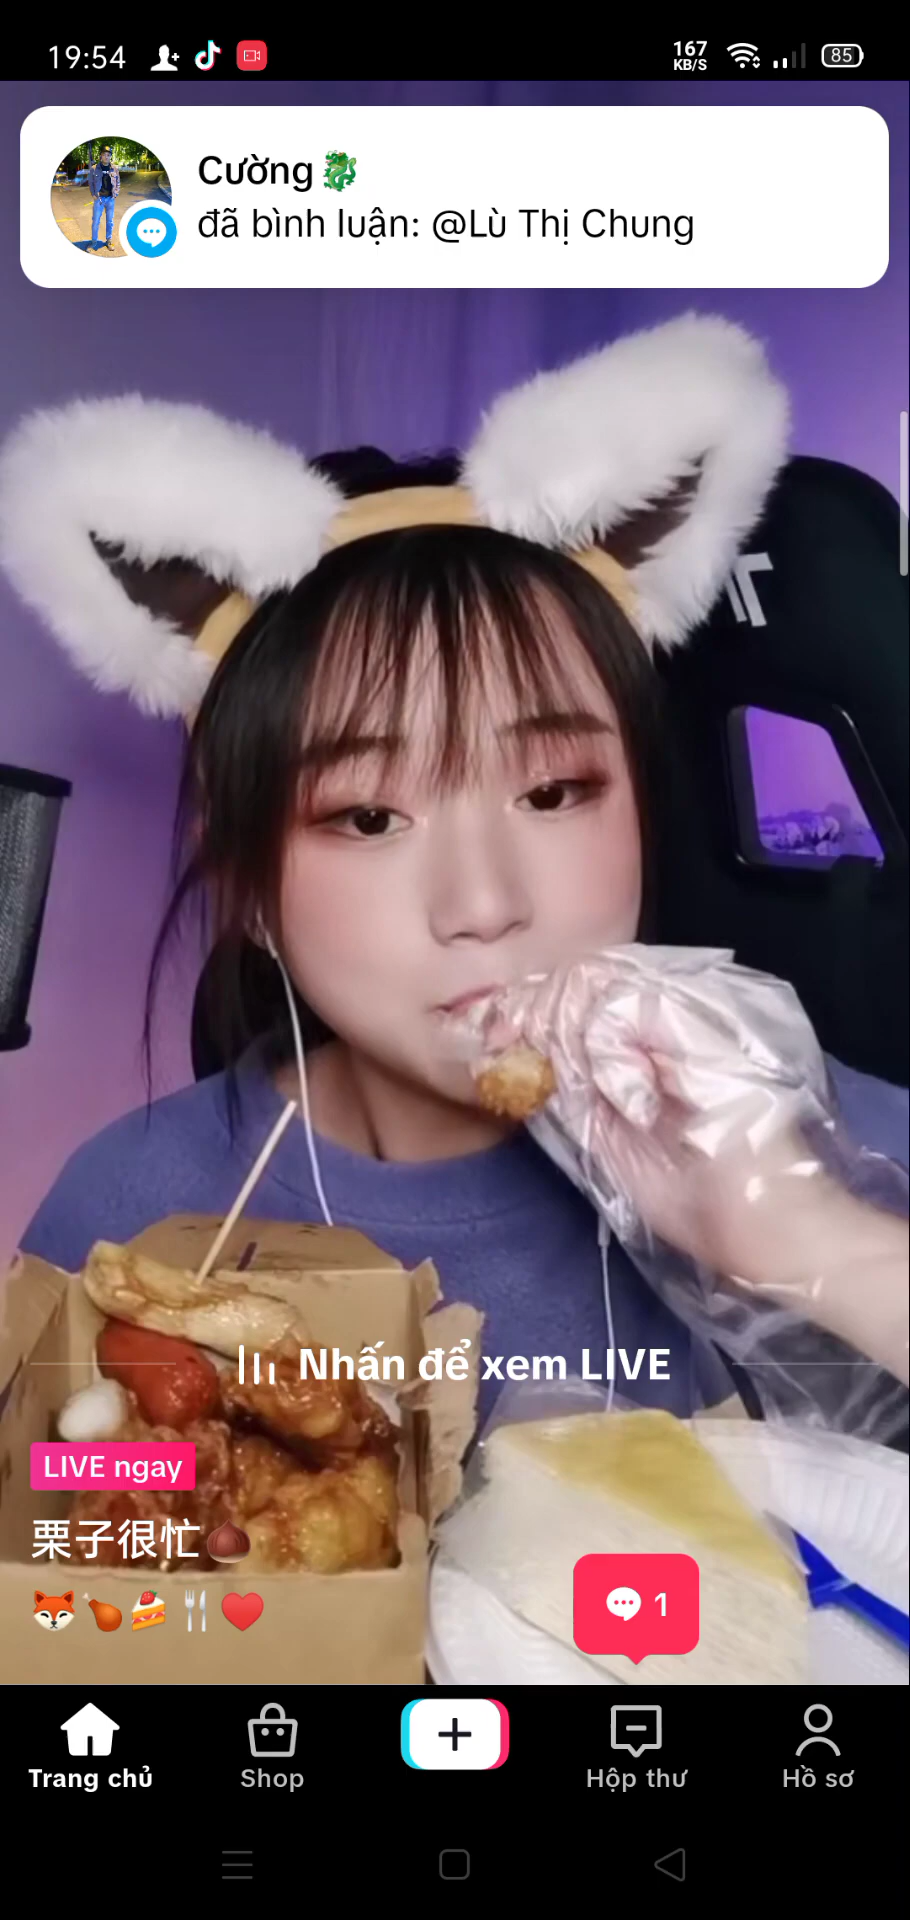 19:54
167
KB/S
85
Cường🐉
đã bình luận: @Lù Thị Chung
Nhấn để xem LIVE
LIVE ngay
栗子很忙🌰
🦊🍗🍰🍴❤️
1
Trang chủ
Shop
Hộp thư
Hồ sơ